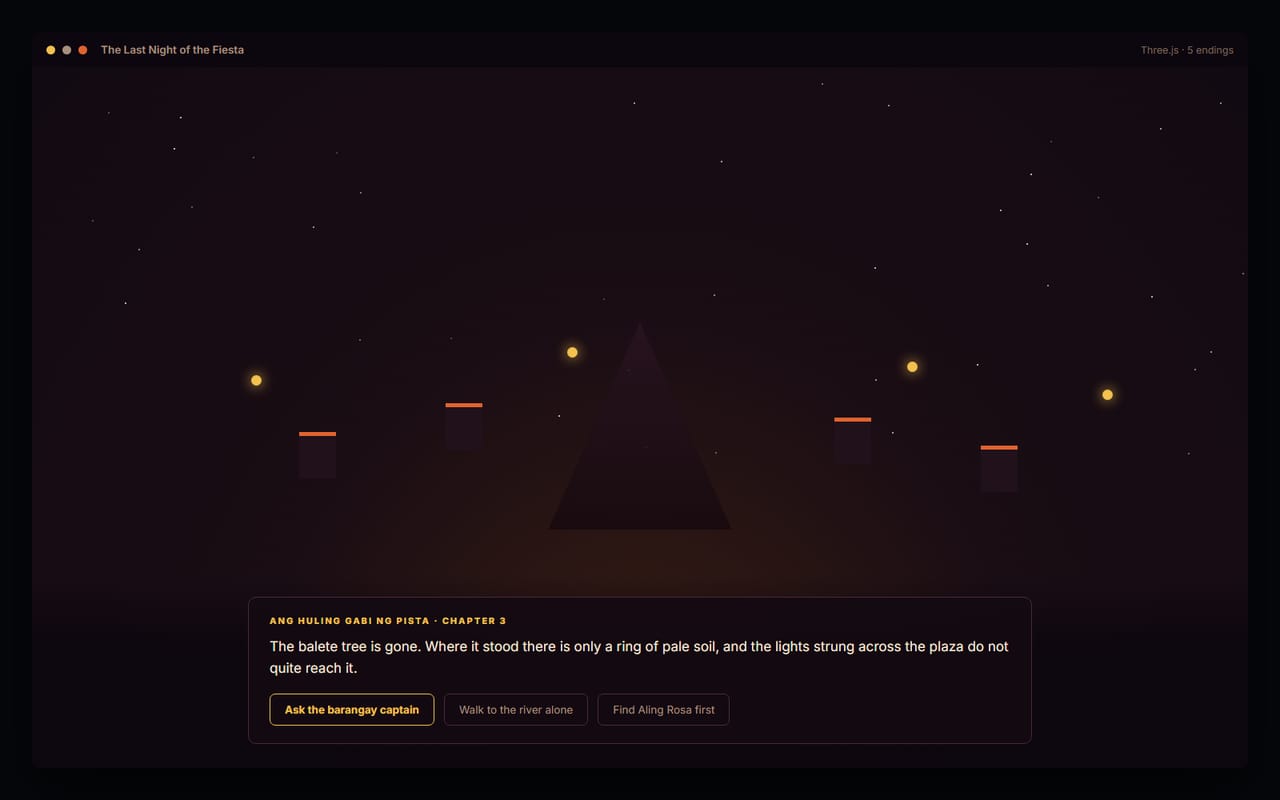 The Last Night of the Fiesta
Three.js · 5 endings
ANG HULING GABI NG PISTA · CHAPTER 3
The balete tree is gone. Where it stood there is only a ring of pale soil, and the lights strung across the plaza do not
quite reach it.
Ask the barangay captain
Walk to the river alone
Find Aling Rosa first